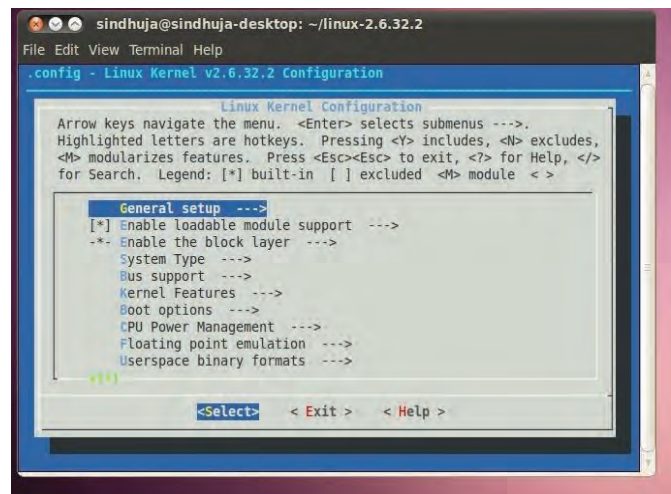 sindhuja@sindhuja-desktop: ~/linux-2.6.32.2
File Edit View Terminal Help
.config - Linux Kernel v2.6.32.2 Configuration
Linux Kernel Configuration
Arrow keys navigate the menu. <Enter> selects submenus --->.
Highlighted letters are hotkeys. Pressing <Y> includes, <N> excludes,
<M> modularizes features. Press <Esc><Esc> to exit, <?> for Help, </>
for Search. Legend: [*] built-in [ ] excluded <M> module < >
General setup --->
[*] Enable loadable module support --->
-*- Enable the block layer --->
System Type --->
Bus support --->
Kernel Features --->
Boot options --->
CPU Power Management --->
Floating point emulation --->
Userspace binary formats --->
<Select> < Exit > < Help >